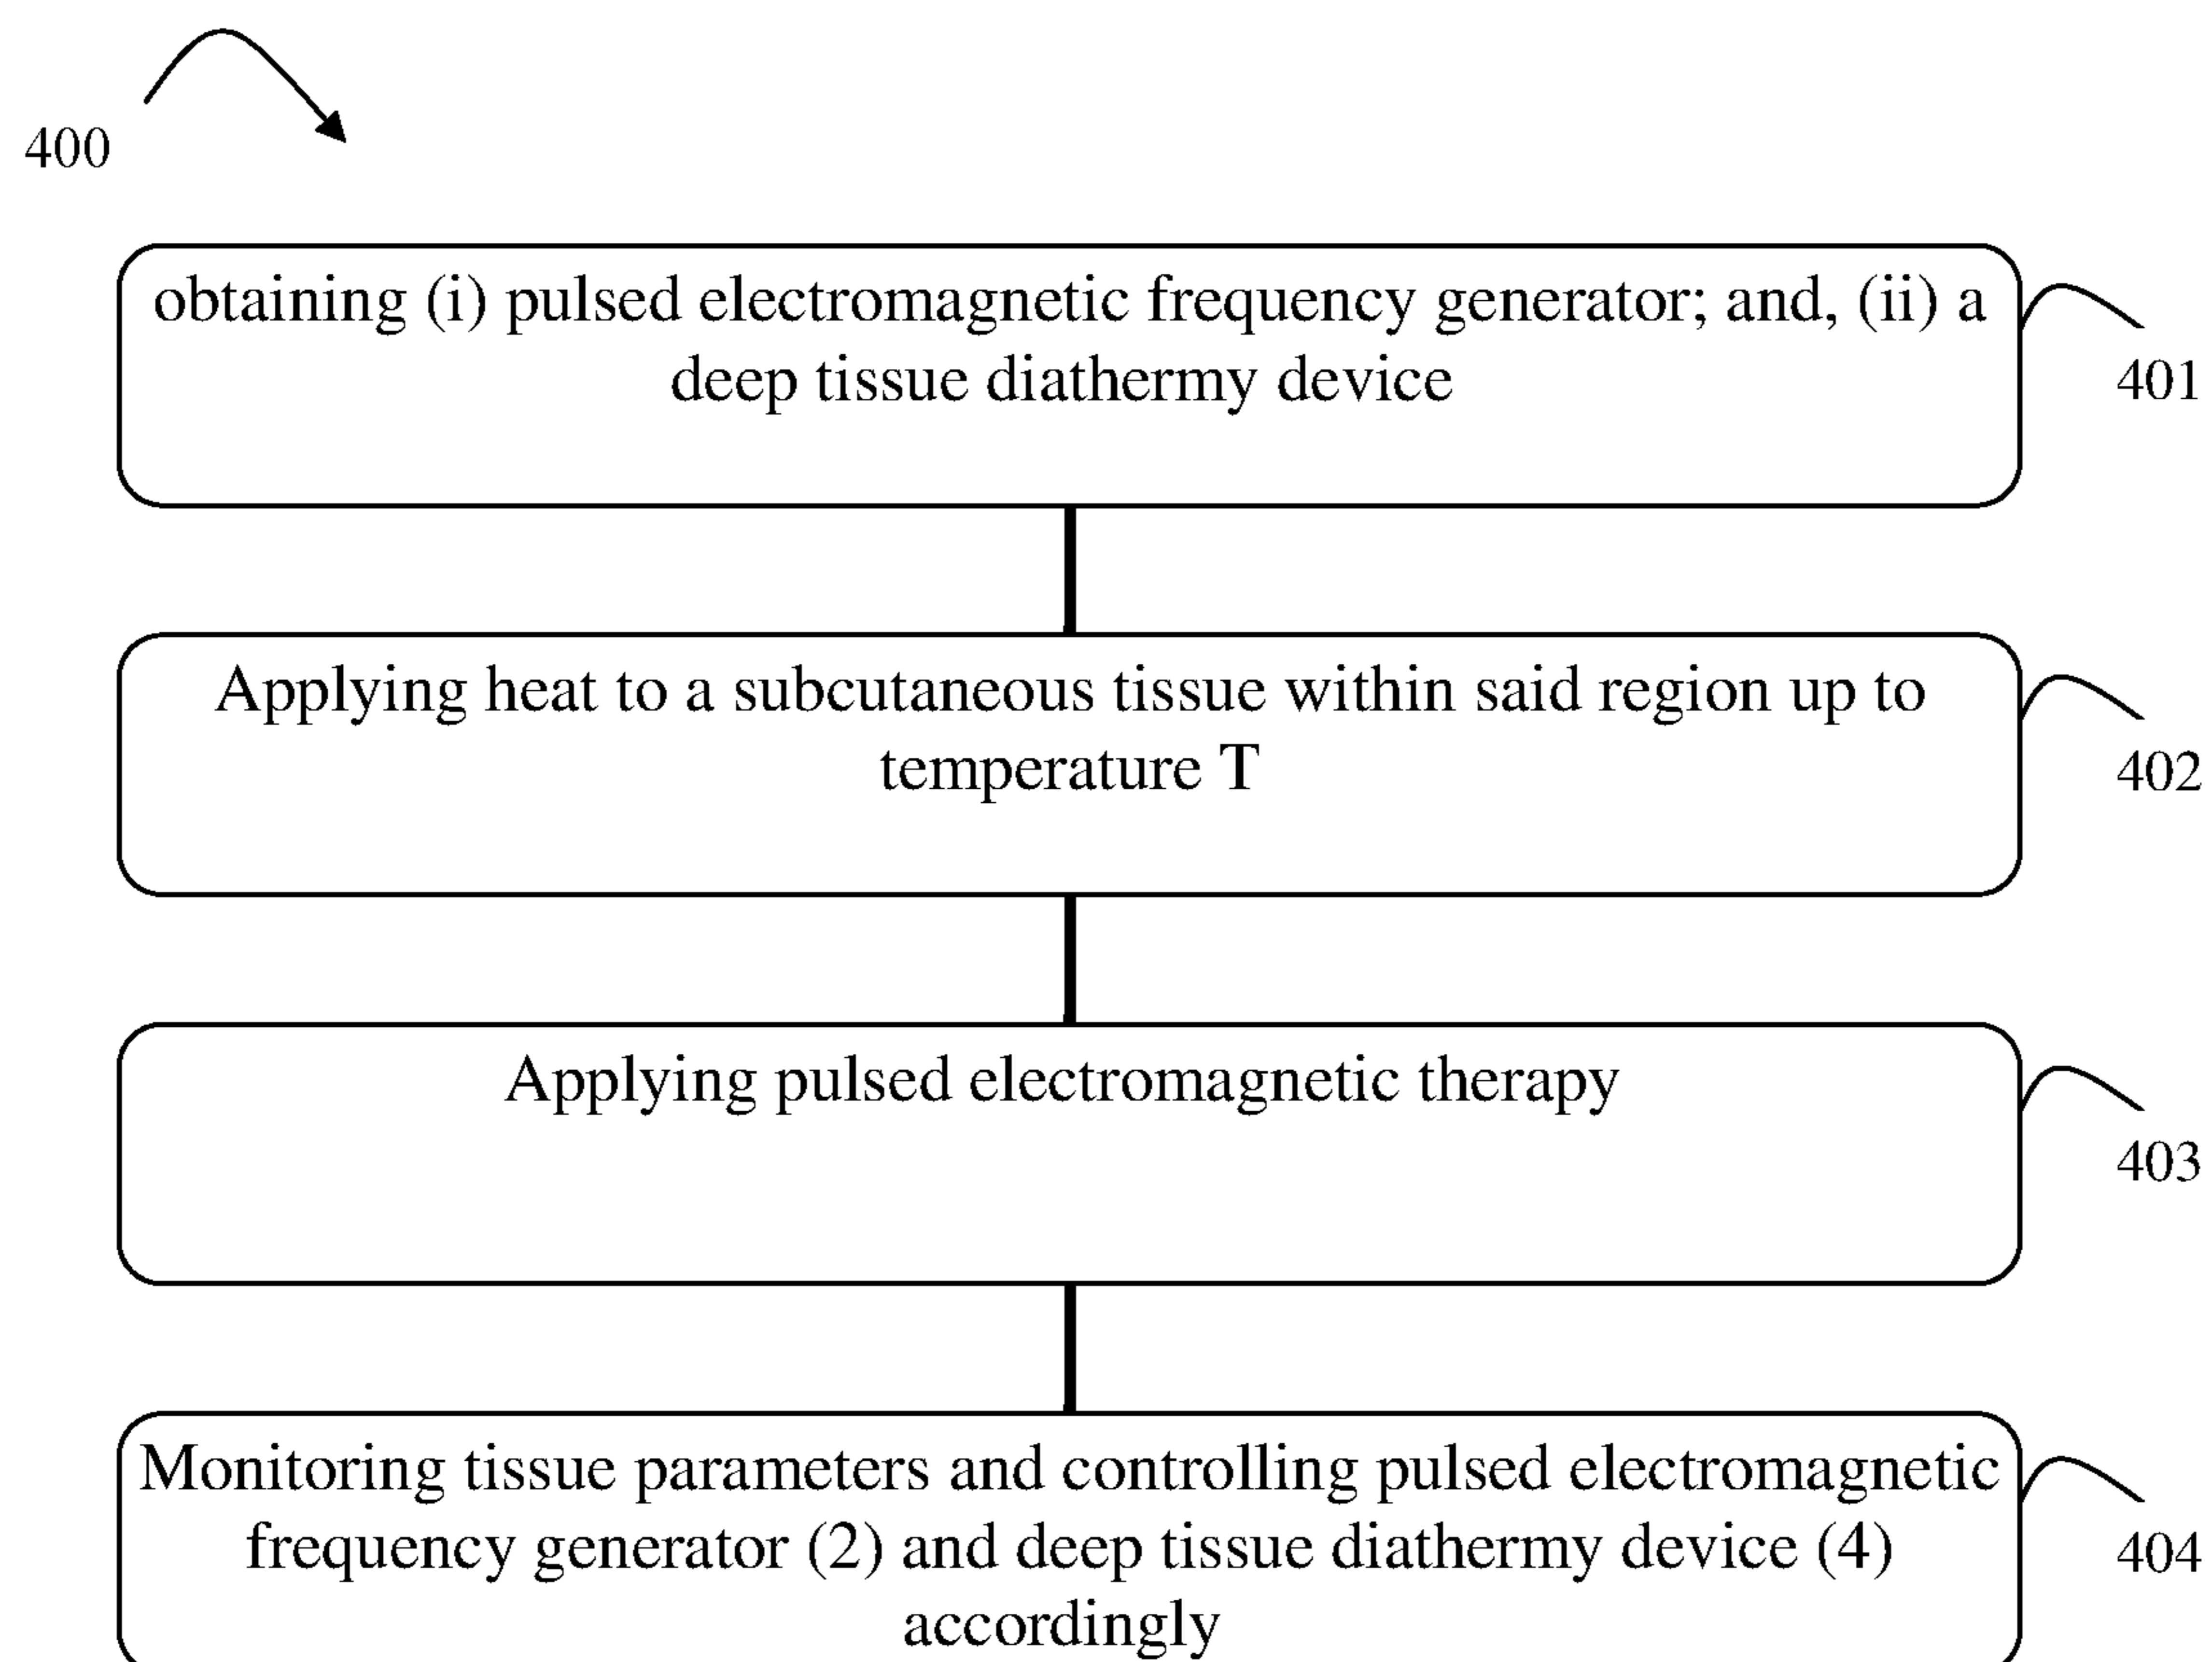 400
obtaining (i) pulsed electromagnetic frequency generator; and, (ii) a
deep tissue diathermy device
401
Applying heat to a subcutaneous tissue within said region up to
temperature T
402
Applying pulsed electromagnetic therapy
403
Monitoring tissue parameters and controlling pulsed electromagnetic
frequency generator (2) and deep tissue diathermy device (4)
accordingly
404